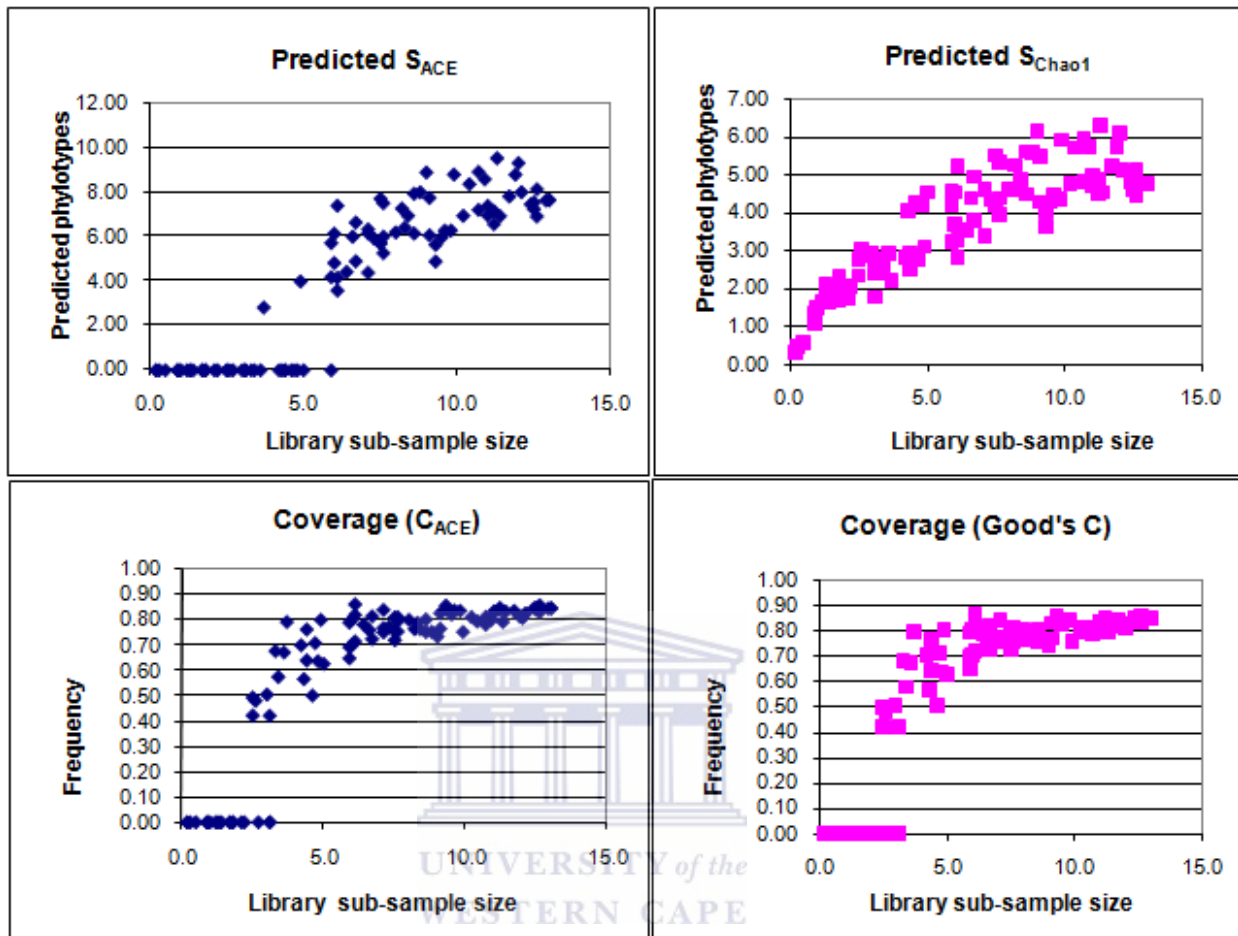 Predicted S_ACE
Predicted phylotypes
12.00
10.00
8.00
6.00
4.00
2.00
0.00
0.0 5.0 10.0 15.0
Library sub-sample size
Predicted S_Chao1
Predicted phylotypes
7.00
6.00
5.00
4.00
3.00
2.00
1.00
0.00
0.0 5.0 10.0 15.0
Library sub-sample size
Coverage (C_ACE)
Frequency
1.00
0.90
0.80
0.70
0.60
0.50
0.40
0.30
0.20
0.10
0.00
0.0 5.0 10.0 15.0
Library sub-sample size
Coverage (Good's C)
Frequency
1.00
0.90
0.80
0.70
0.60
0.50
0.40
0.30
0.20
0.10
0.00
0.0 5.0 10.0 15.0
Library sub-sample size
UNIVERSITY of the
WESTERN CAPE